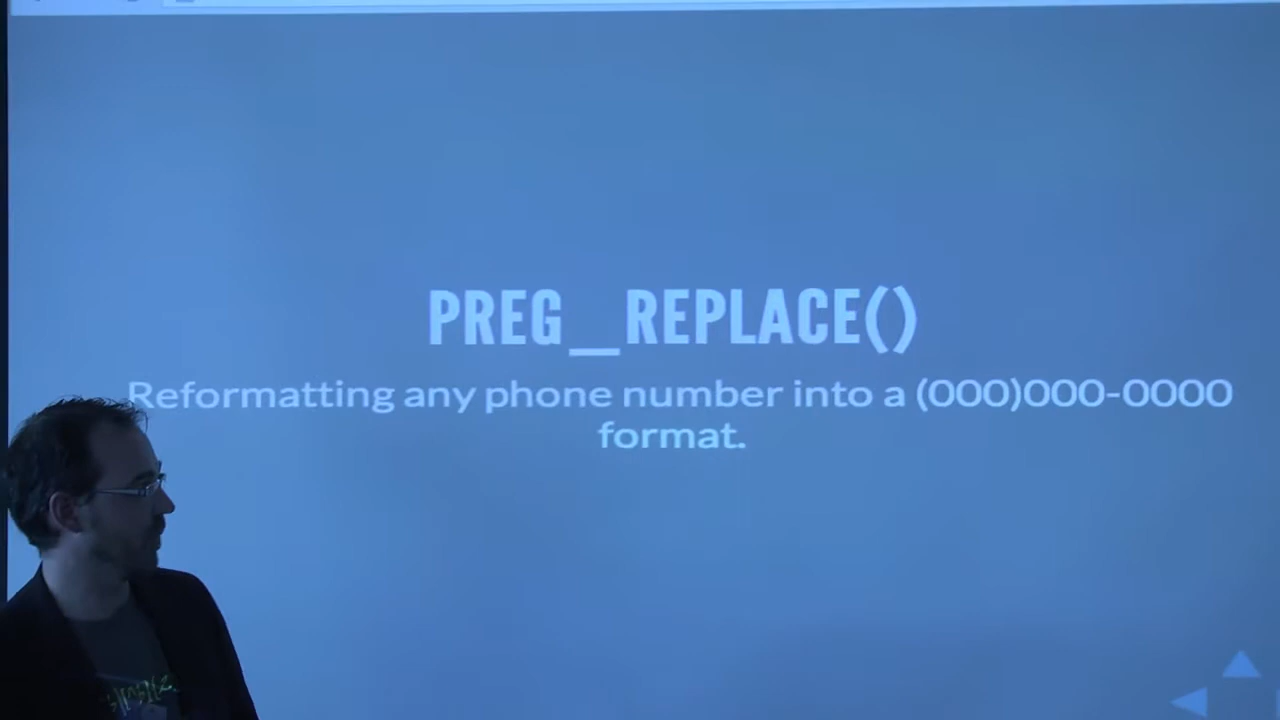 PREG_REPLACE()
Reformatting any phone number into a (000)000-0000
format.